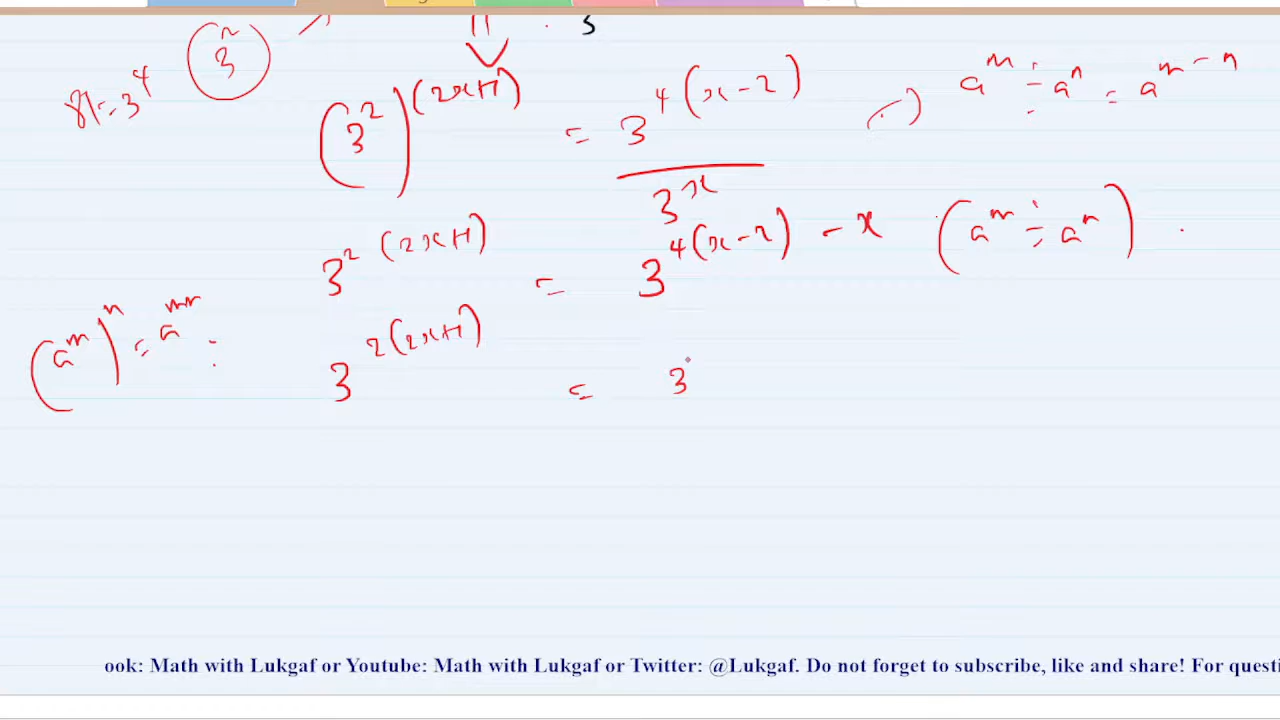 81=3^4 3^2
(3^2)^(2x+1) = 3^4(x-2) / 3^x a^m ÷ a^n = a^m-n
3^2(2x+1) = 3^4(x-2) - x (a^m ÷ a^n) .
(a^m)^n = a^mn : 3^2(2x+1) = 3
ook: Math with Lukgaf or Youtube: Math with Lukgaf or Twitter: @Lukgaf. Do not forget to subscribe, like and share! For questi